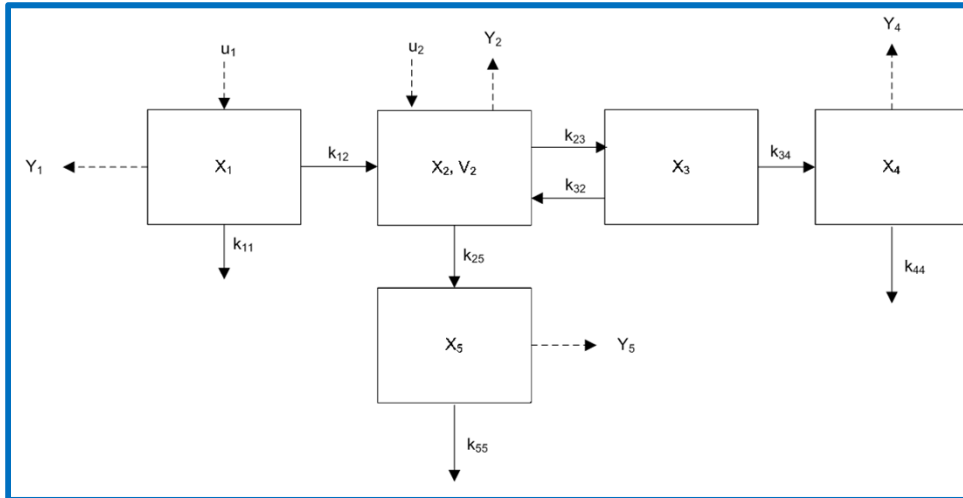 u₁
u₂
Y₂
Y₄
Y₁
X₁
k₁₂
X₂, V₂
k₂₃
k₃₂
X₃
k₃₄
X₄
k₁₁
k₂₅
k₄₄
X₅
Y₅
k₅₅